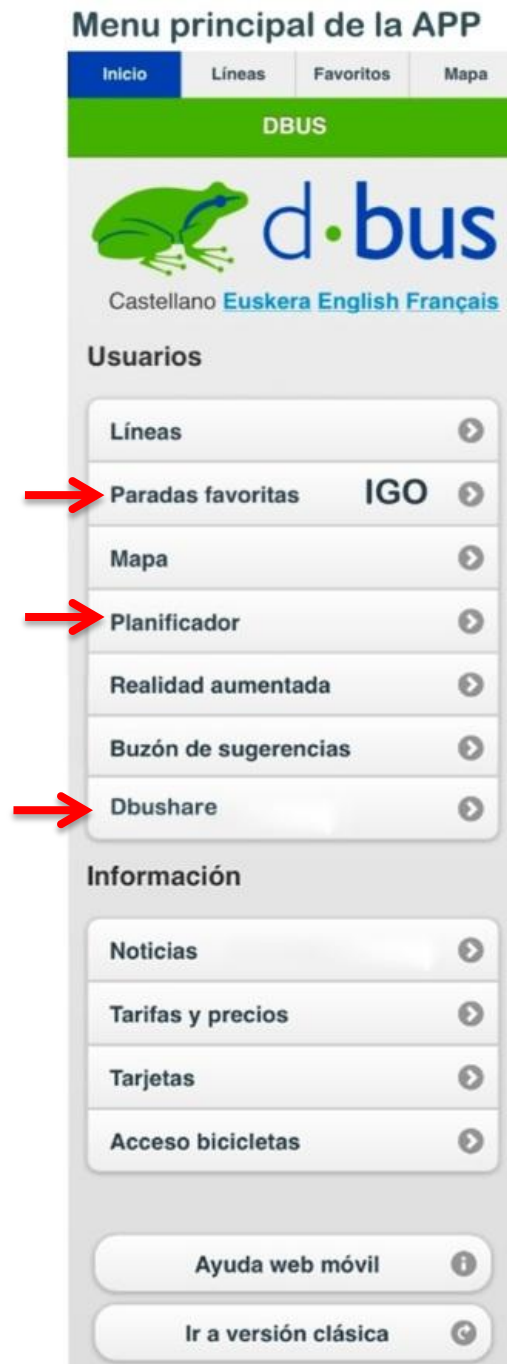 Menu principal de la APP
Inicio Líneas Favoritos Mapa
DBUS
d·bus
Castellano Euskera English Français
Usuarios
Líneas
Paradas favoritas IGO
Mapa
Planificador
Realidad aumentada
Buzón de sugerencias
Dbushare
Información
Noticias
Tarifas y precios
Tarjetas
Acceso bicicletas
Ayuda web móvil
Ir a versión clásica